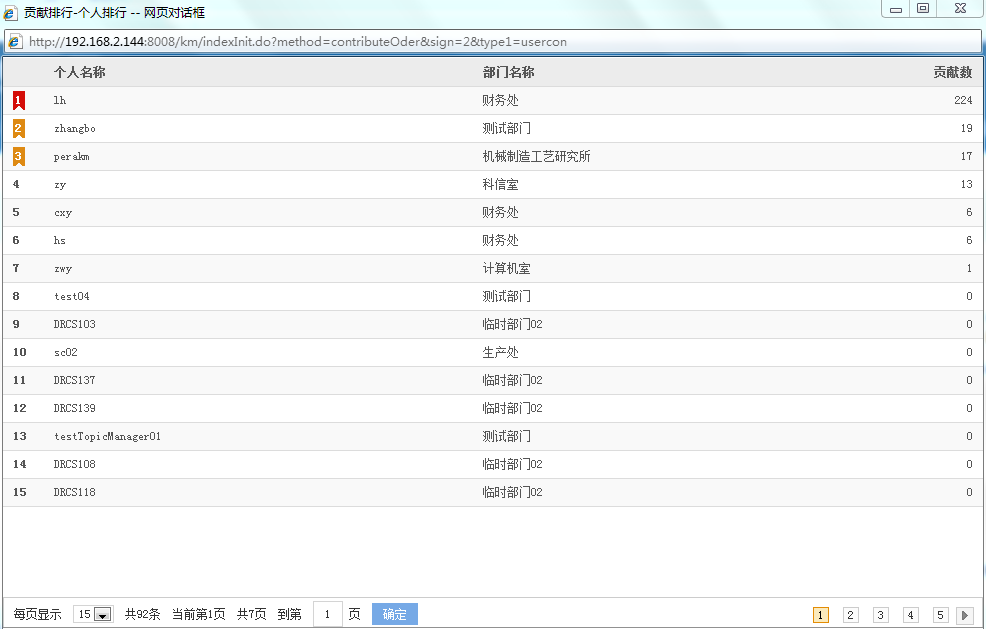 贡献排行-个人排行 -- 网页对话框
http://192.168.2.144:8008/km/indexInit.do?method=contributeOder&sign=2&type1=usercon
个人名称 部门名称 贡献数
1 lh 财务处 224
2 zhangbo 测试部门 19
3 perakm 机械制造工艺研究所 17
4 zy 科信室 13
5 cxy 财务处 6
6 hs 财务处 6
7 zwy 计算机室 1
8 test04 测试部门 0
9 DRCS103 临时部门02 0
10 sc02 生产处 0
11 DRCS137 临时部门02 0
12 DRCS139 临时部门02 0
13 testTopicManager01 测试部门 0
14 DRCS108 临时部门02 0
15 DRCS118 临时部门02 0
每页显示 15 共92条 当前第1页 共7页 到第 1 页 确定 1 2 3 4 5